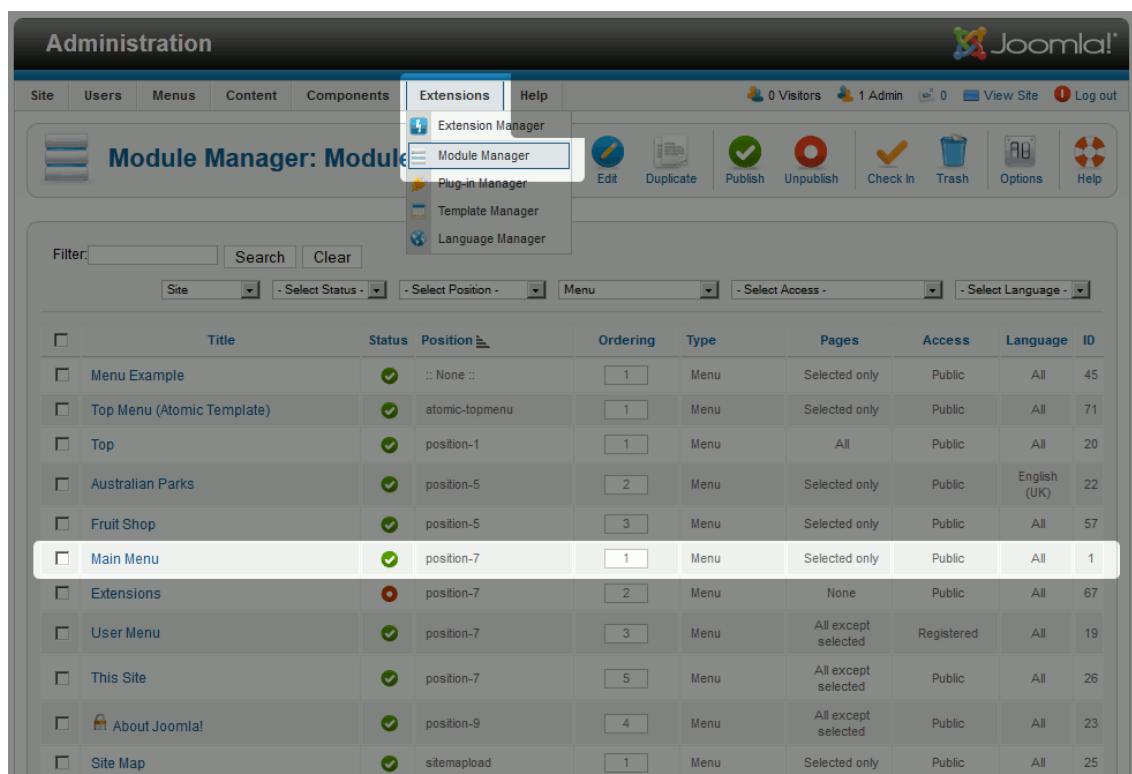 Administration
Joomla!
Site Users Menus Content Components Extensions Help 0 Visitors 1 Admin 0 View Site Log out
Extension Manager
Module Manager: Module
Module Manager
Plug-in Manager
Template Manager
Language Manager
Edit Duplicate Publish Unpublish Check In Trash Options Help
Filter: Search Clear
Site - Select Status - - Select Position - Menu - Select Access - - Select Language -
Title Status Position Ordering Type Pages Access Language ID
Menu Example :: None :: 1 Menu Selected only Public All 45
Top Menu (Atomic Template) atomic-topmenu 1 Menu Selected only Public All 71
Top position-1 1 Menu All Public All 20
Australian Parks position-5 2 Menu Selected only Public English (UK) 22
Fruit Shop position-5 3 Menu Selected only Public All 57
Main Menu position-7 1 Menu Selected only Public All 1
Extensions position-7 2 Menu None Public All 67
User Menu position-7 3 Menu All except selected Registered All 19
This Site position-7 5 Menu All except selected Public All 26
About Joomla! position-9 4 Menu All except selected Public All 23
Site Map sitemapload 1 Menu Selected only Public All 25